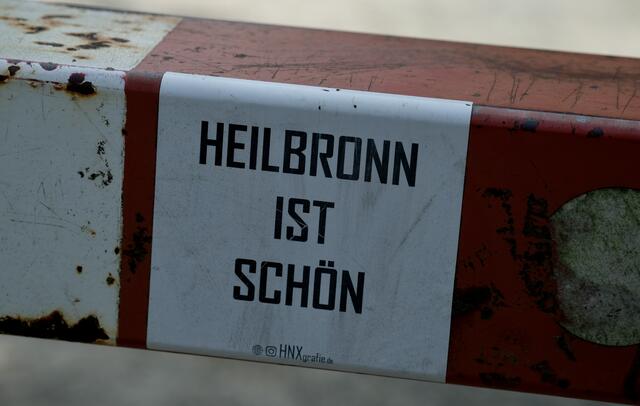 HEILBRONN
IST
SCHÖN
HNXgrafie.de